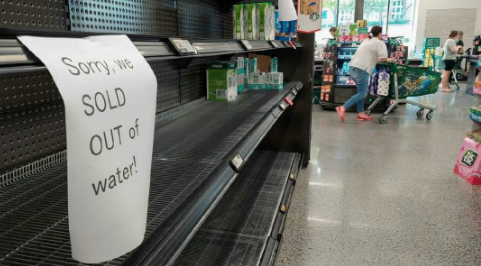 Sorry, we
SOLD
OUT of
water!